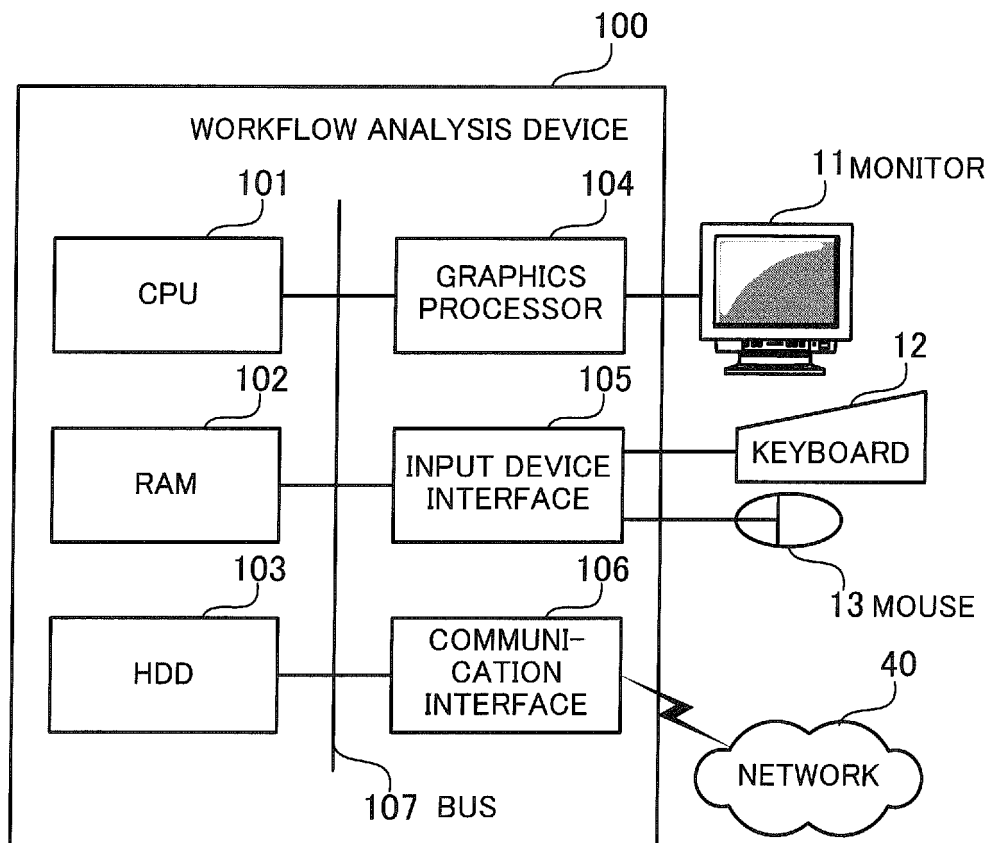 100
WORKFLOW ANALYSIS DEVICE
101
104
11 MONITOR
CPU
GRAPHICS
PROCESSOR
102
105
12
RAM
INPUT DEVICE
INTERFACE
KEYBOARD
103
106
13 MOUSE
HDD
COMMUNI-
CATION
INTERFACE
40
NETWORK
107 BUS